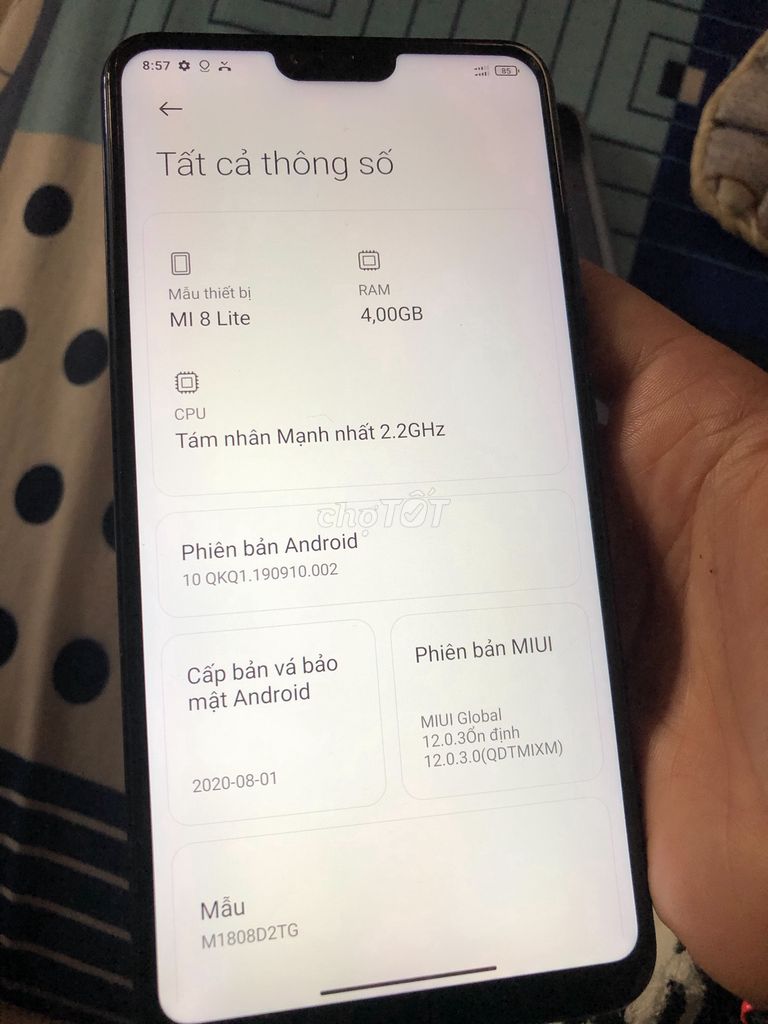 8:57
85
Tất cả thông số
Mẫu thiết bị
MI 8 Lite
RAM
4,00GB
CPU
Tám nhân Mạnh nhất 2.2GHz
chợTỐT
Phiên bản Android
10 QKQ1.190910.002
Cấp bản vá bảo
mật Android
2020-08-01
Phiên bản MIUI
MIUI Global
12.0.3Ổn định
12.0.3.0(QDTMIXM)
Mẫu
M1808D2TG